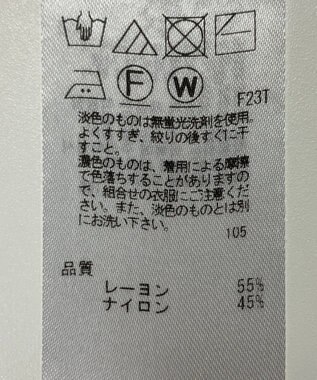 F W
F23T
淡色のものは無蛍光洗剤を使用。
よくすすぎ、絞りの後すぐに干
すこと。
濃色のものは、着用による摩擦
で色落ちすることがありますの
で、組合せの衣服にご注意くだ
さい。また、淡色のものとは別
にお洗い下さい。
105
品質
レーヨン 55%
ナイロン 45%